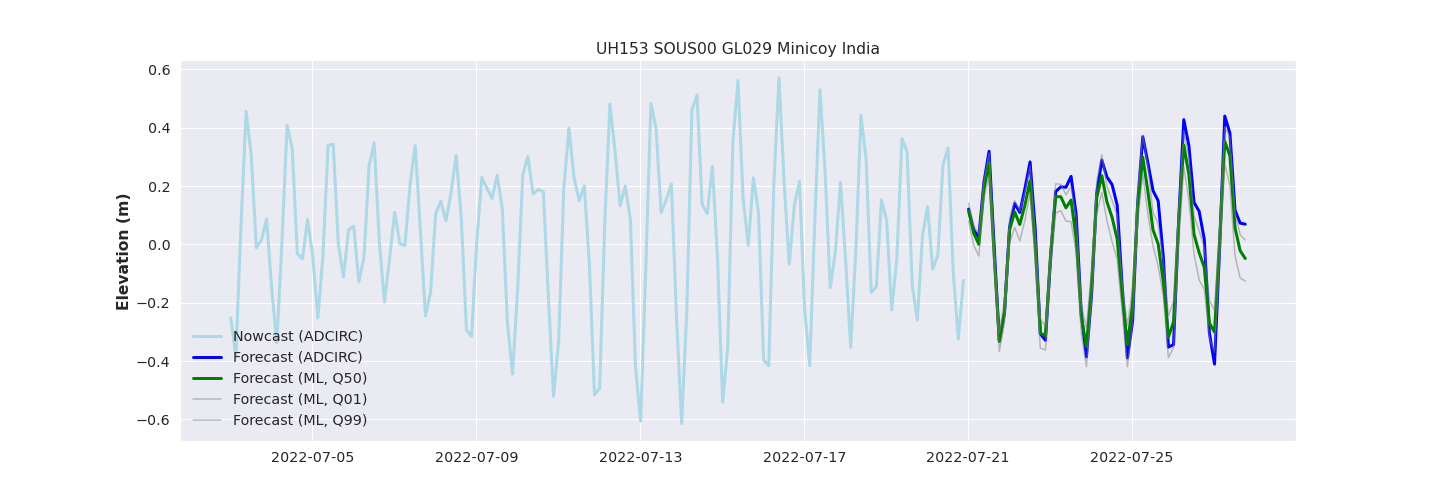 UH153 SOUS00 GL029 Minicoy India
Elevation (m)
0.6
0.4
0.2
0.0
−0.2
−0.4
−0.6
Nowcast (ADCIRC)
Forecast (ADCIRC)
Forecast (ML, Q50)
Forecast (ML, Q01)
Forecast (ML, Q99)
2022-07-05 2022-07-09 2022-07-13 2022-07-17 2022-07-21 2022-07-25